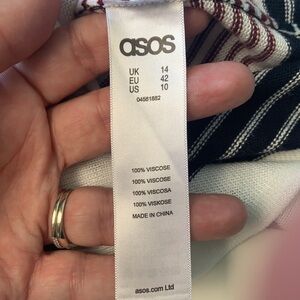 asos
UK 14
EU 42
US 10
04581882
100% VISCOSE
100% VISCOSE
100% VISCOSA
100% VISKOSE
MADE IN CHINA
asos.com Ltd